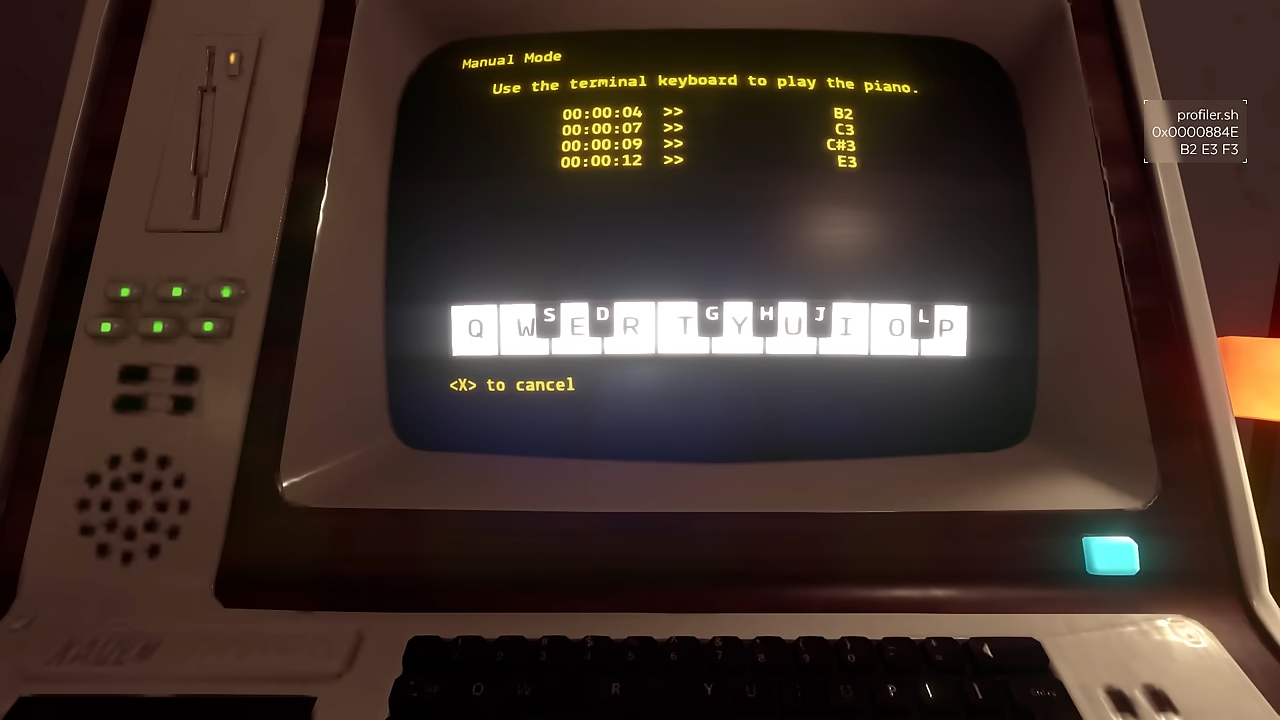 Manual Mode
Use the terminal keyboard to play the piano.
00:00:04 >> B2
00:00:07 >> C3
00:00:09 >> C#3
00:00:12 >> E3
profiler.sh
0x0000884E
B2 E3 F3
S D G H J L
Q W E R T Y U I O P
<X> to cancel